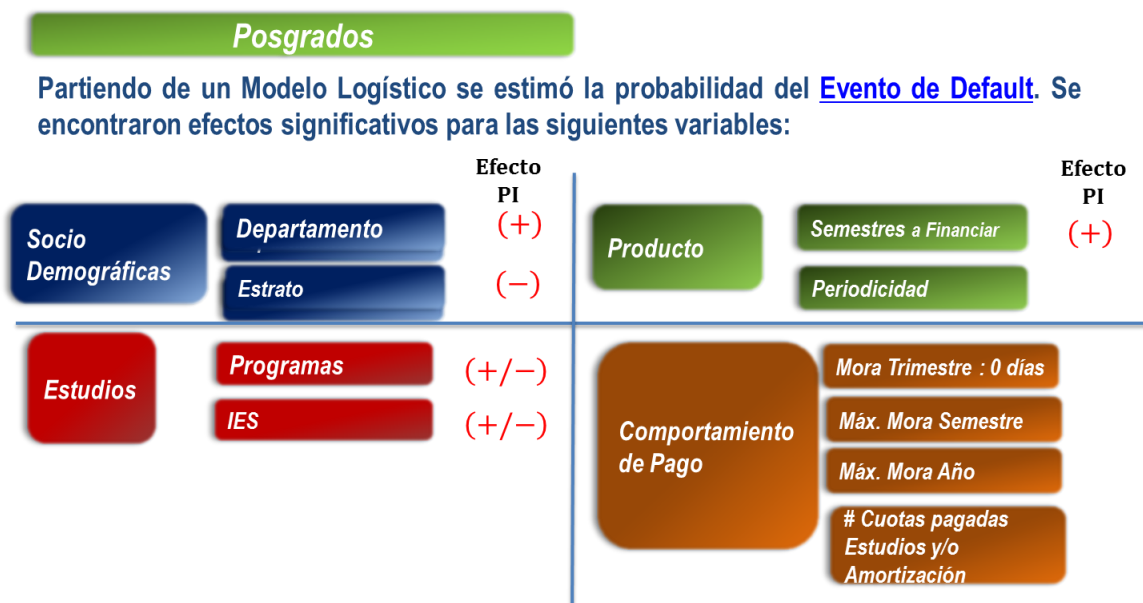 Posgrados
Partiendo de un Modelo Logístico se estimó la probabilidad del Evento de Default. Se
encontraron efectos significativos para las siguientes variables:
Efecto
PI
Socio
Demográficas
Departamento
(+)
Estrato
(−)
Efecto
PI
Producto
Semestres a Financiar
(+)
Periodicidad
Estudios
Programas
(+/−)
IES
(+/−)
Comportamiento
de Pago
Mora Trimestre : 0 días
Máx. Mora Semestre
Máx. Mora Año
# Cuotas pagadas
Estudios y/o
Amortización